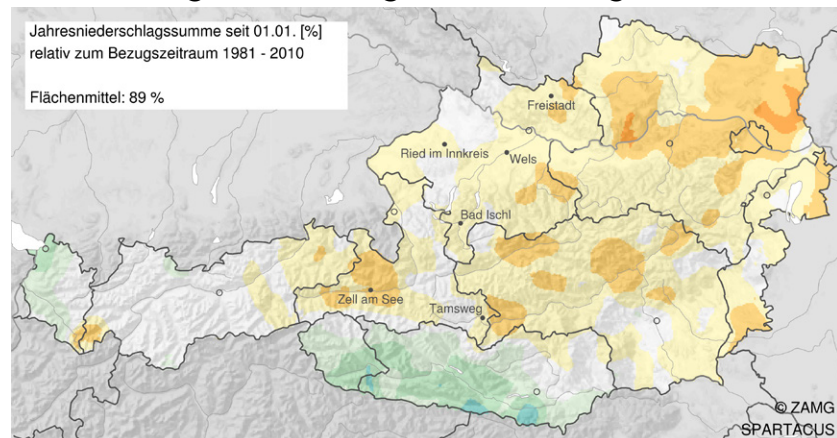 Jahresniederschlagssumme seit 01.01. [%]
relativ zum Bezugszeitraum 1981 - 2010
Flächenmittel: 89 %
Freistadt
Ried im Innkreis
Wels
Bad Ischl
Zell am See
Tamsweg
© ZAMG
SPARTACUS